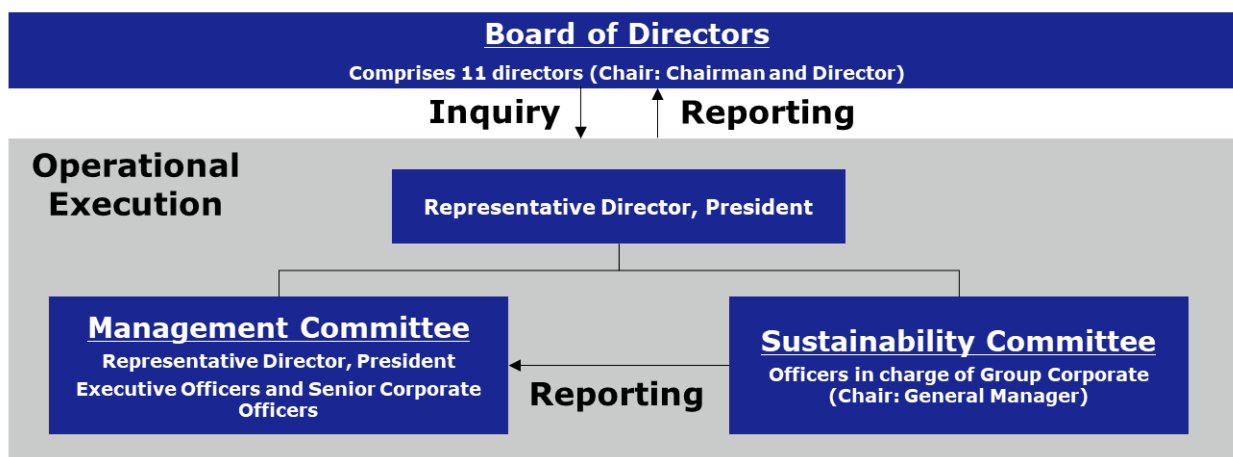 Board of Directors
Comprises 11 directors (Chair: Chairman and Director)
Inquiry
Reporting
Operational
Execution
Representative Director, President
Management Committee
Representative Director, President
Executive Officers and Senior Corporate
Officers
Reporting
Sustainability Committee
Officers in charge of Group Corporate
(Chair: General Manager)